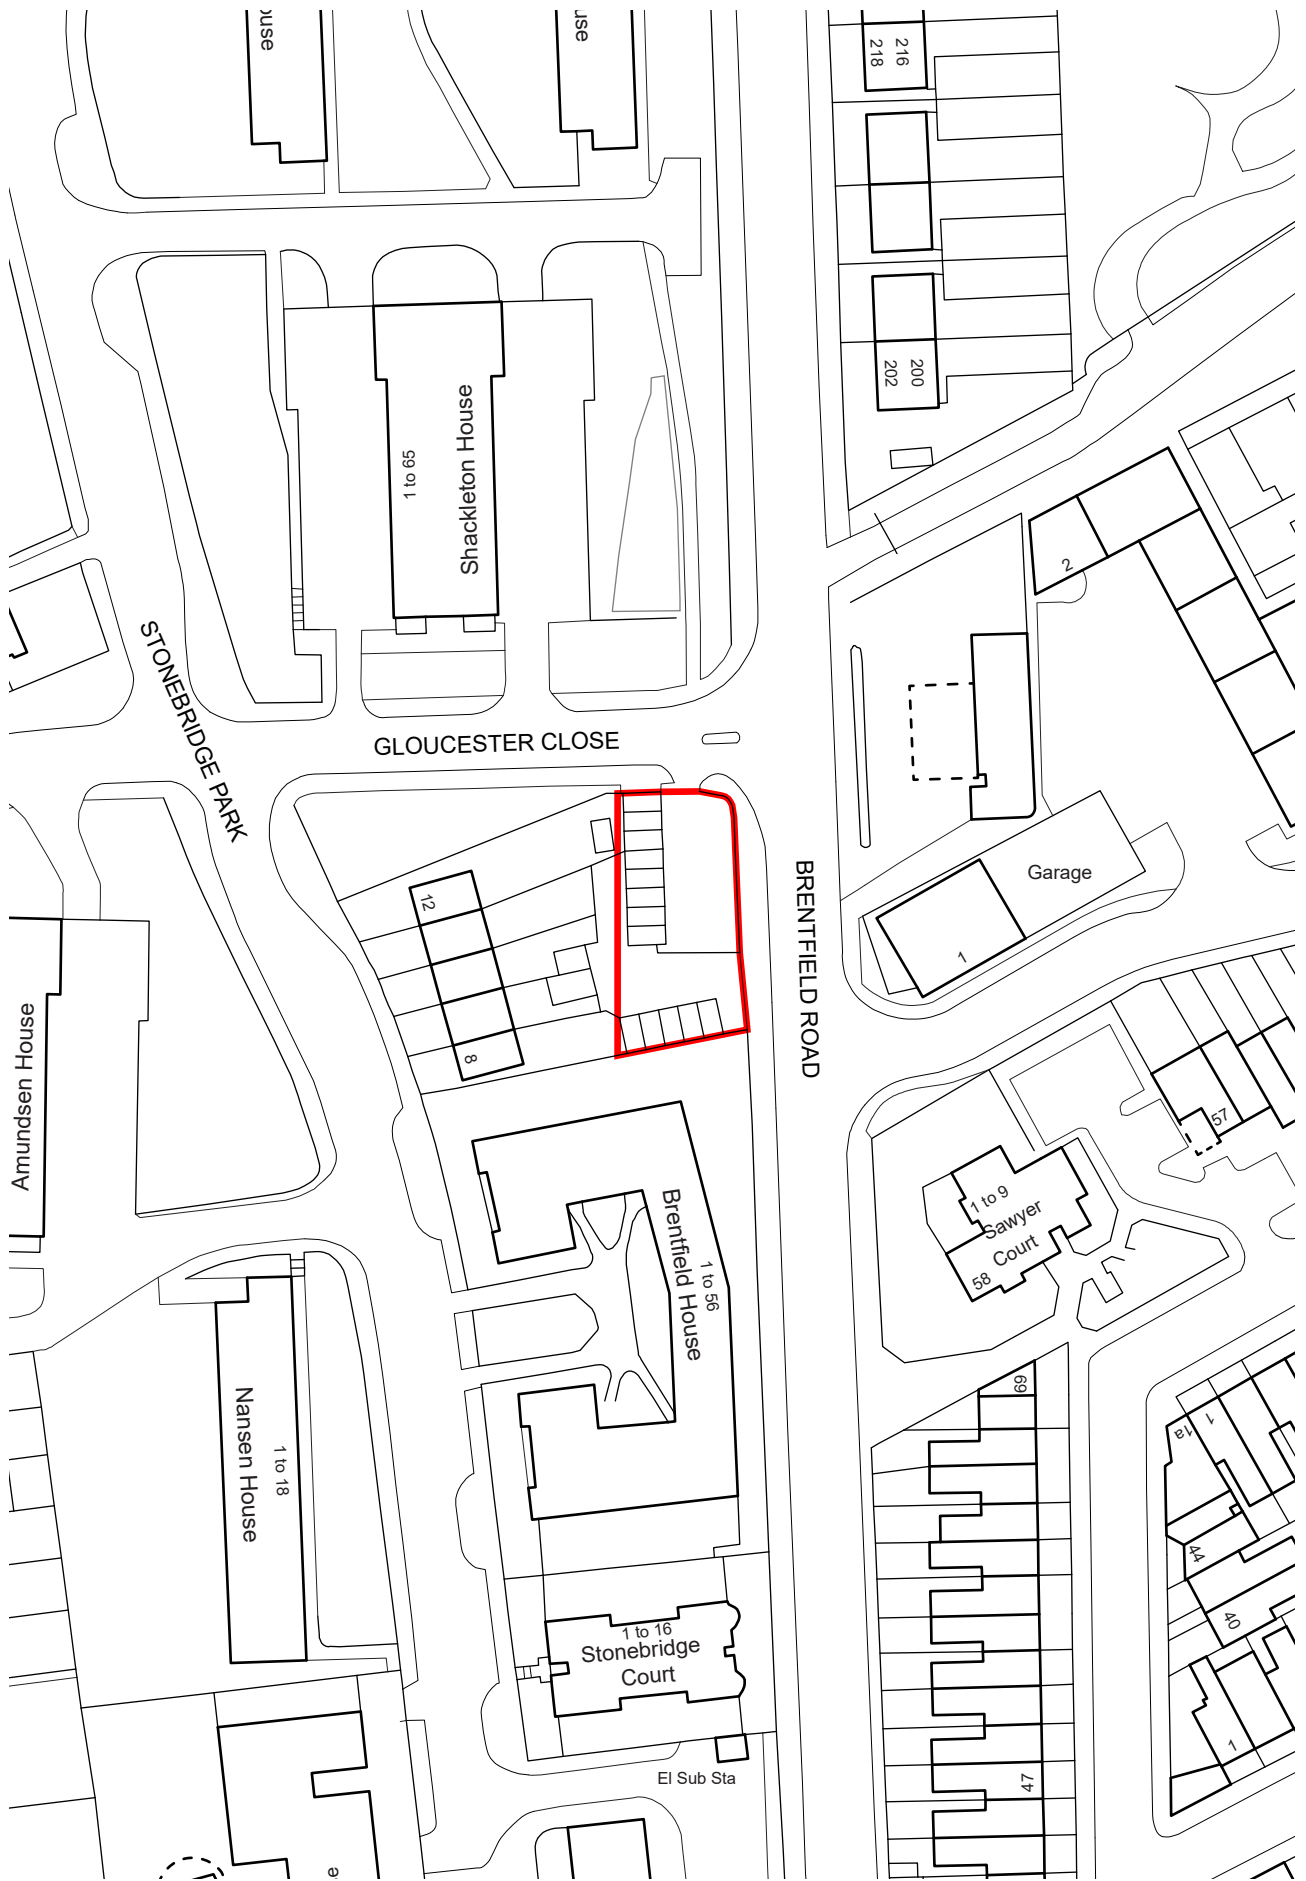 ouse
use
216
218
200
202
Shackleton House
1 to 65
2
STONEBRIDGE PARK
GLOUCESTER CLOSE
BRENTFIELD ROAD
Garage
1
12
8
Amundsen House
57
1 to 9
Sawyer
Court
58
Brentfield House
1 to 56
69
Nansen House
1 to 18
1
1a
44
40
1 to 16
Stonebridge
Court
El Sub Sta
47
1
e